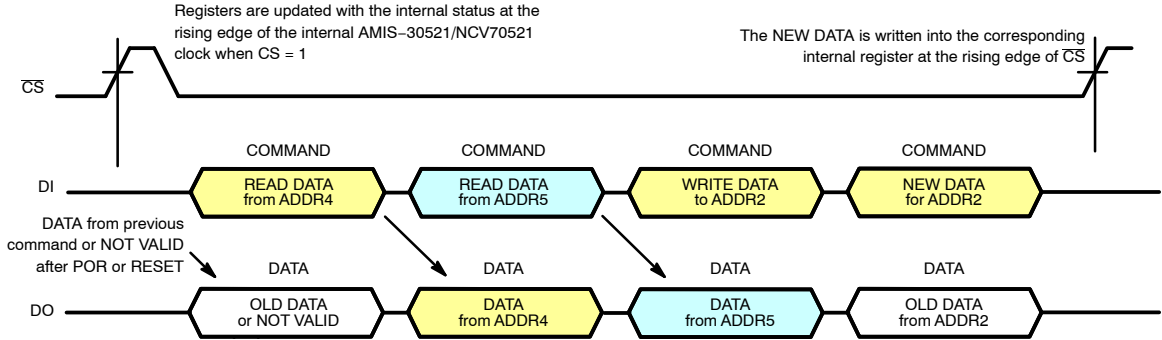 Registers are updated with the internal status at the
rising edge of the internal AMIS−30521/NCV70521
clock when CS = 1
The NEW DATA is written into the corresponding
internal register at the rising edge of CS
CS
COMMAND COMMAND COMMAND COMMAND
DI
READ DATA
from ADDR4
READ DATA
from ADDR5
WRITE DATA
to ADDR2
NEW DATA
for ADDR2
DATA from previous
command or NOT VALID
after POR or RESET
DATA DATA DATA DATA
DO
OLD DATA
or NOT VALID
DATA
from ADDR4
DATA
from ADDR5
OLD DATA
from ADDR2